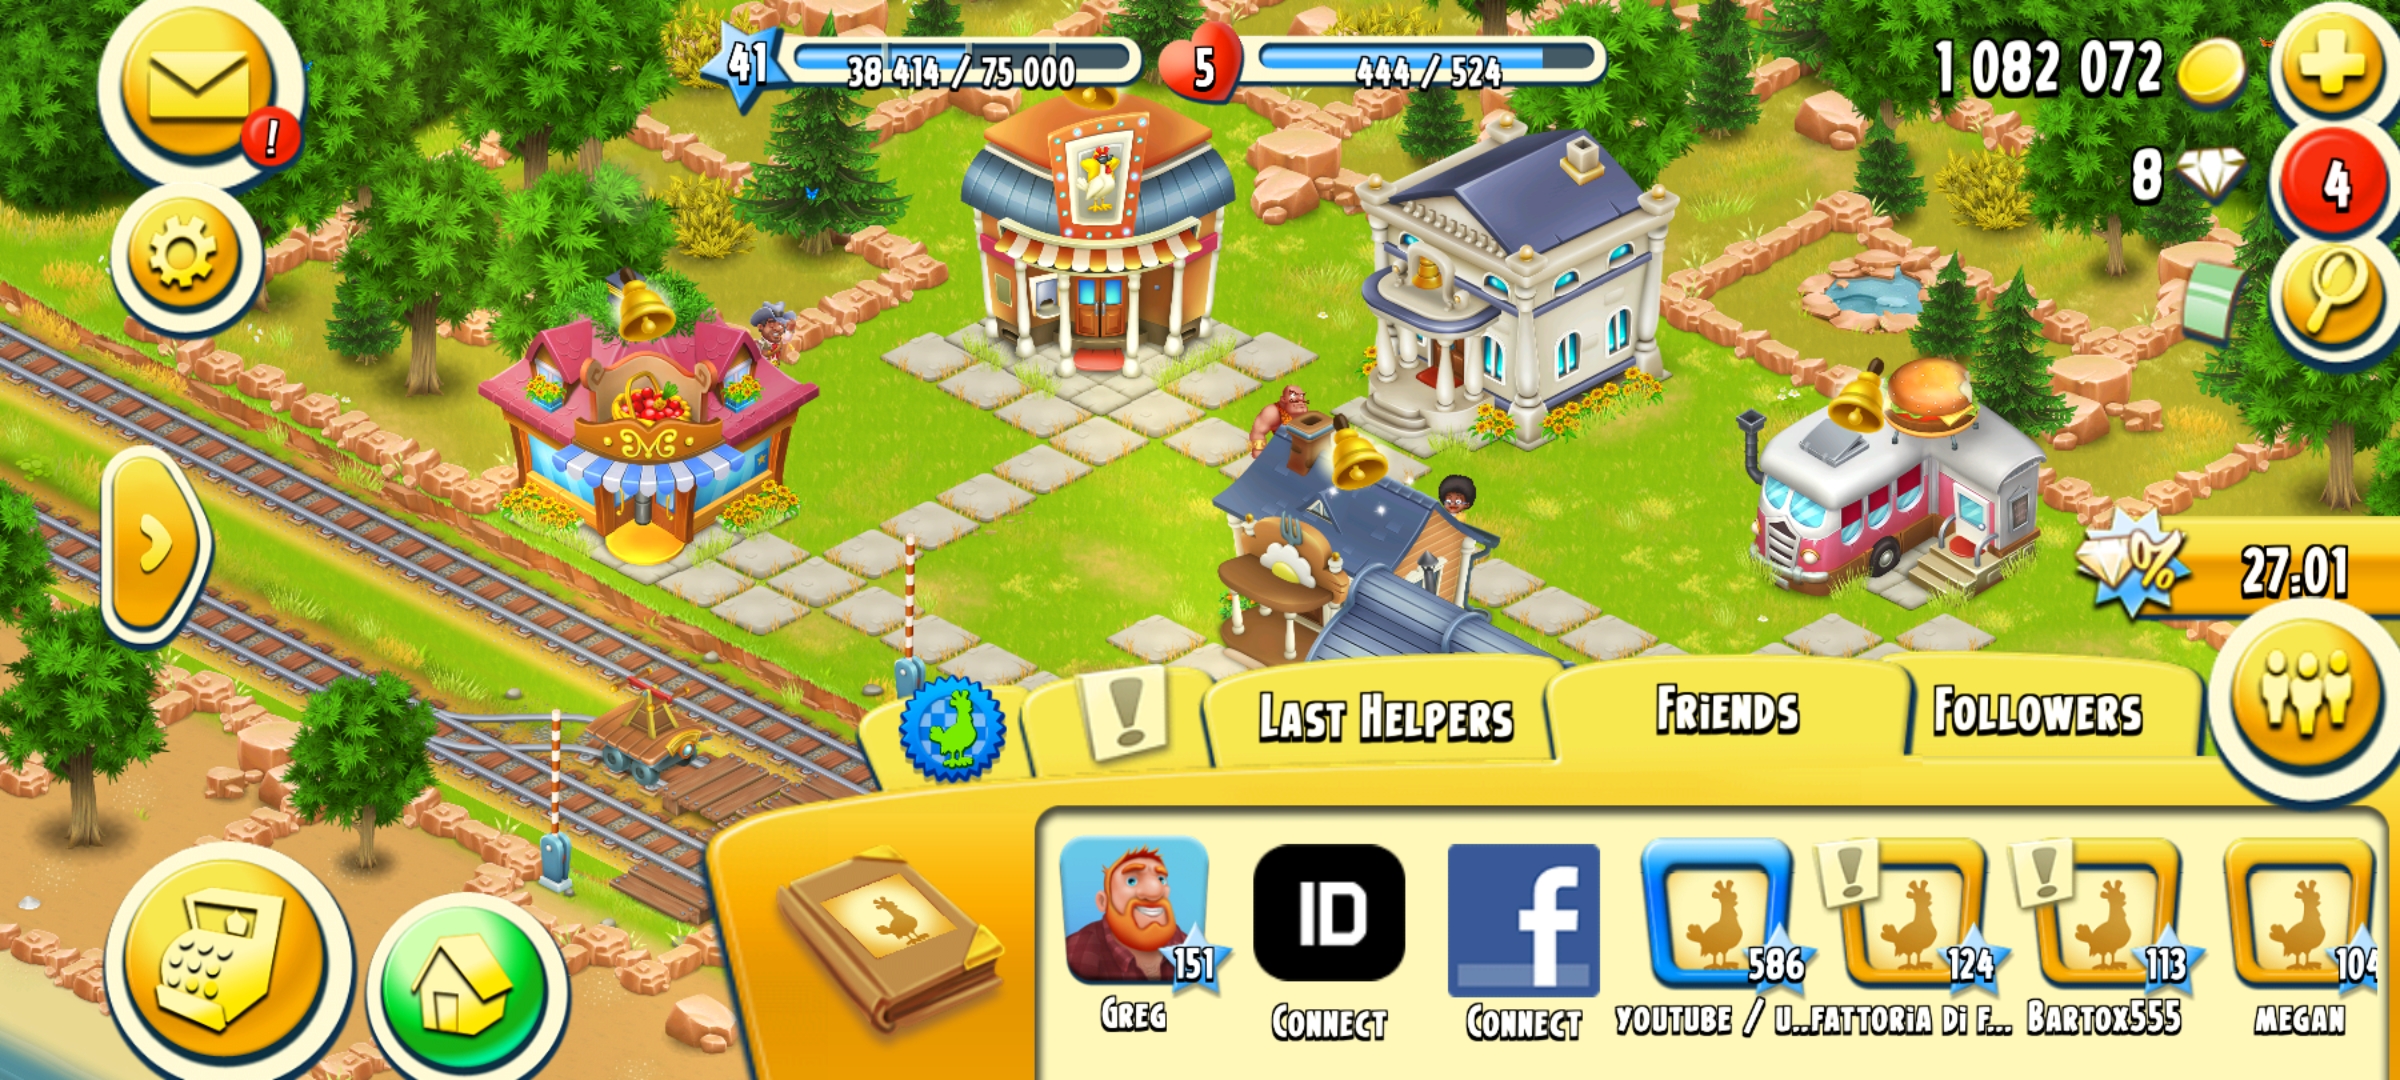 41
38 414 / 75 000
5
444 / 524
1 082 072
8
4
!
M
%
27:01
!
LAST HELPERS
FRIENDS
FOLLOWERS
151
GREG
ID
CONNECT
f
CONNECT
586
YOUTUBE / U...
!
124
FATTORIA DI F...
!
113
BARTOX555
104
MEGAN